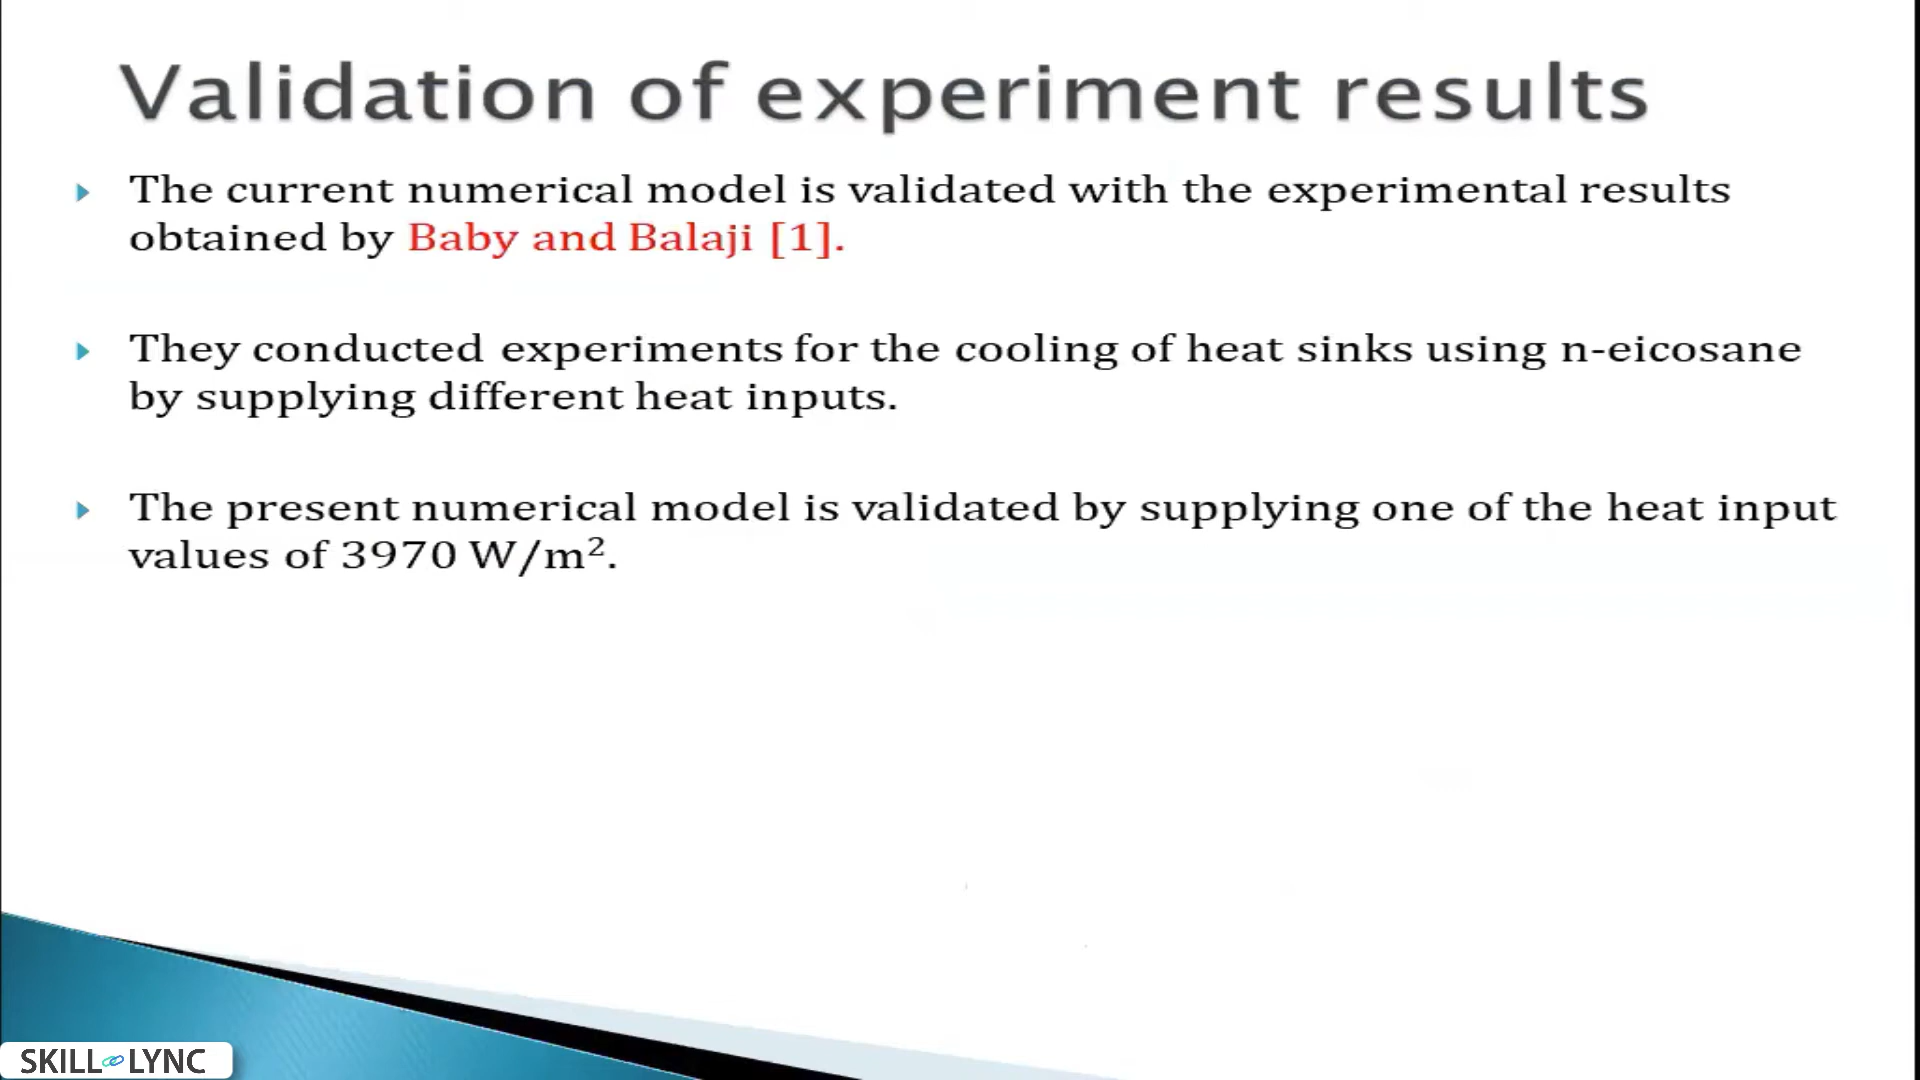 Validation of experiment results
The current numerical model is validated with the experimental results
obtained by Baby and Balaji [1].
They conducted experiments for the cooling of heat sinks using n-eicosane
by supplying different heat inputs.
The present numerical model is validated by supplying one of the heat input
values of 3970 W/m².
SKILL LYNC